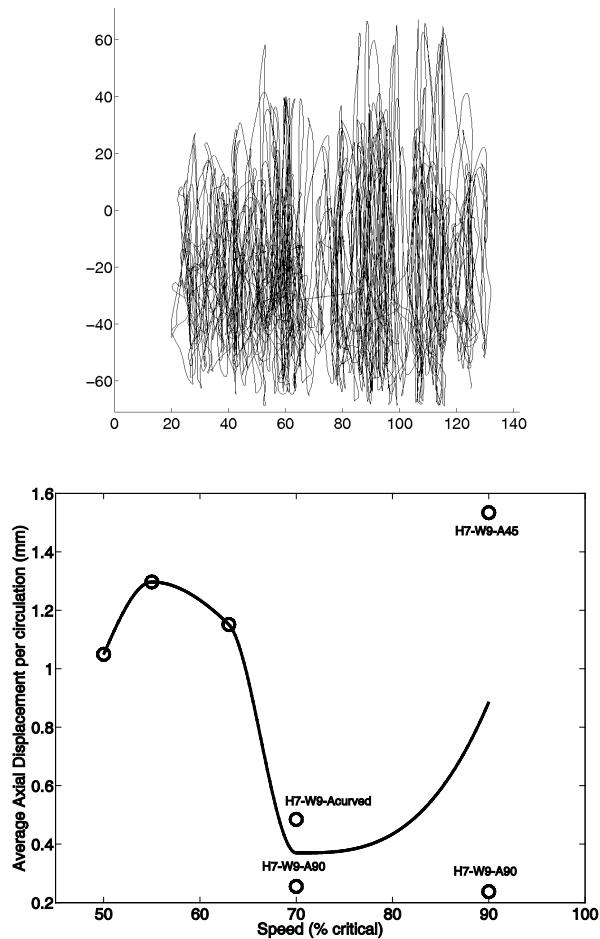 60
40
20
0
−20
−40
−60
0 20 40 60 80 100 120 140
1.6
H7-W9-A45
1.4
1.2
1
0.8
0.6
H7-W9-Acurved
0.4
H7-W9-A90 H7-W9-A90
0.2
50 60 70 80 90 100
Average Axial Displacement per circulation (mm)
Speed (% critical)